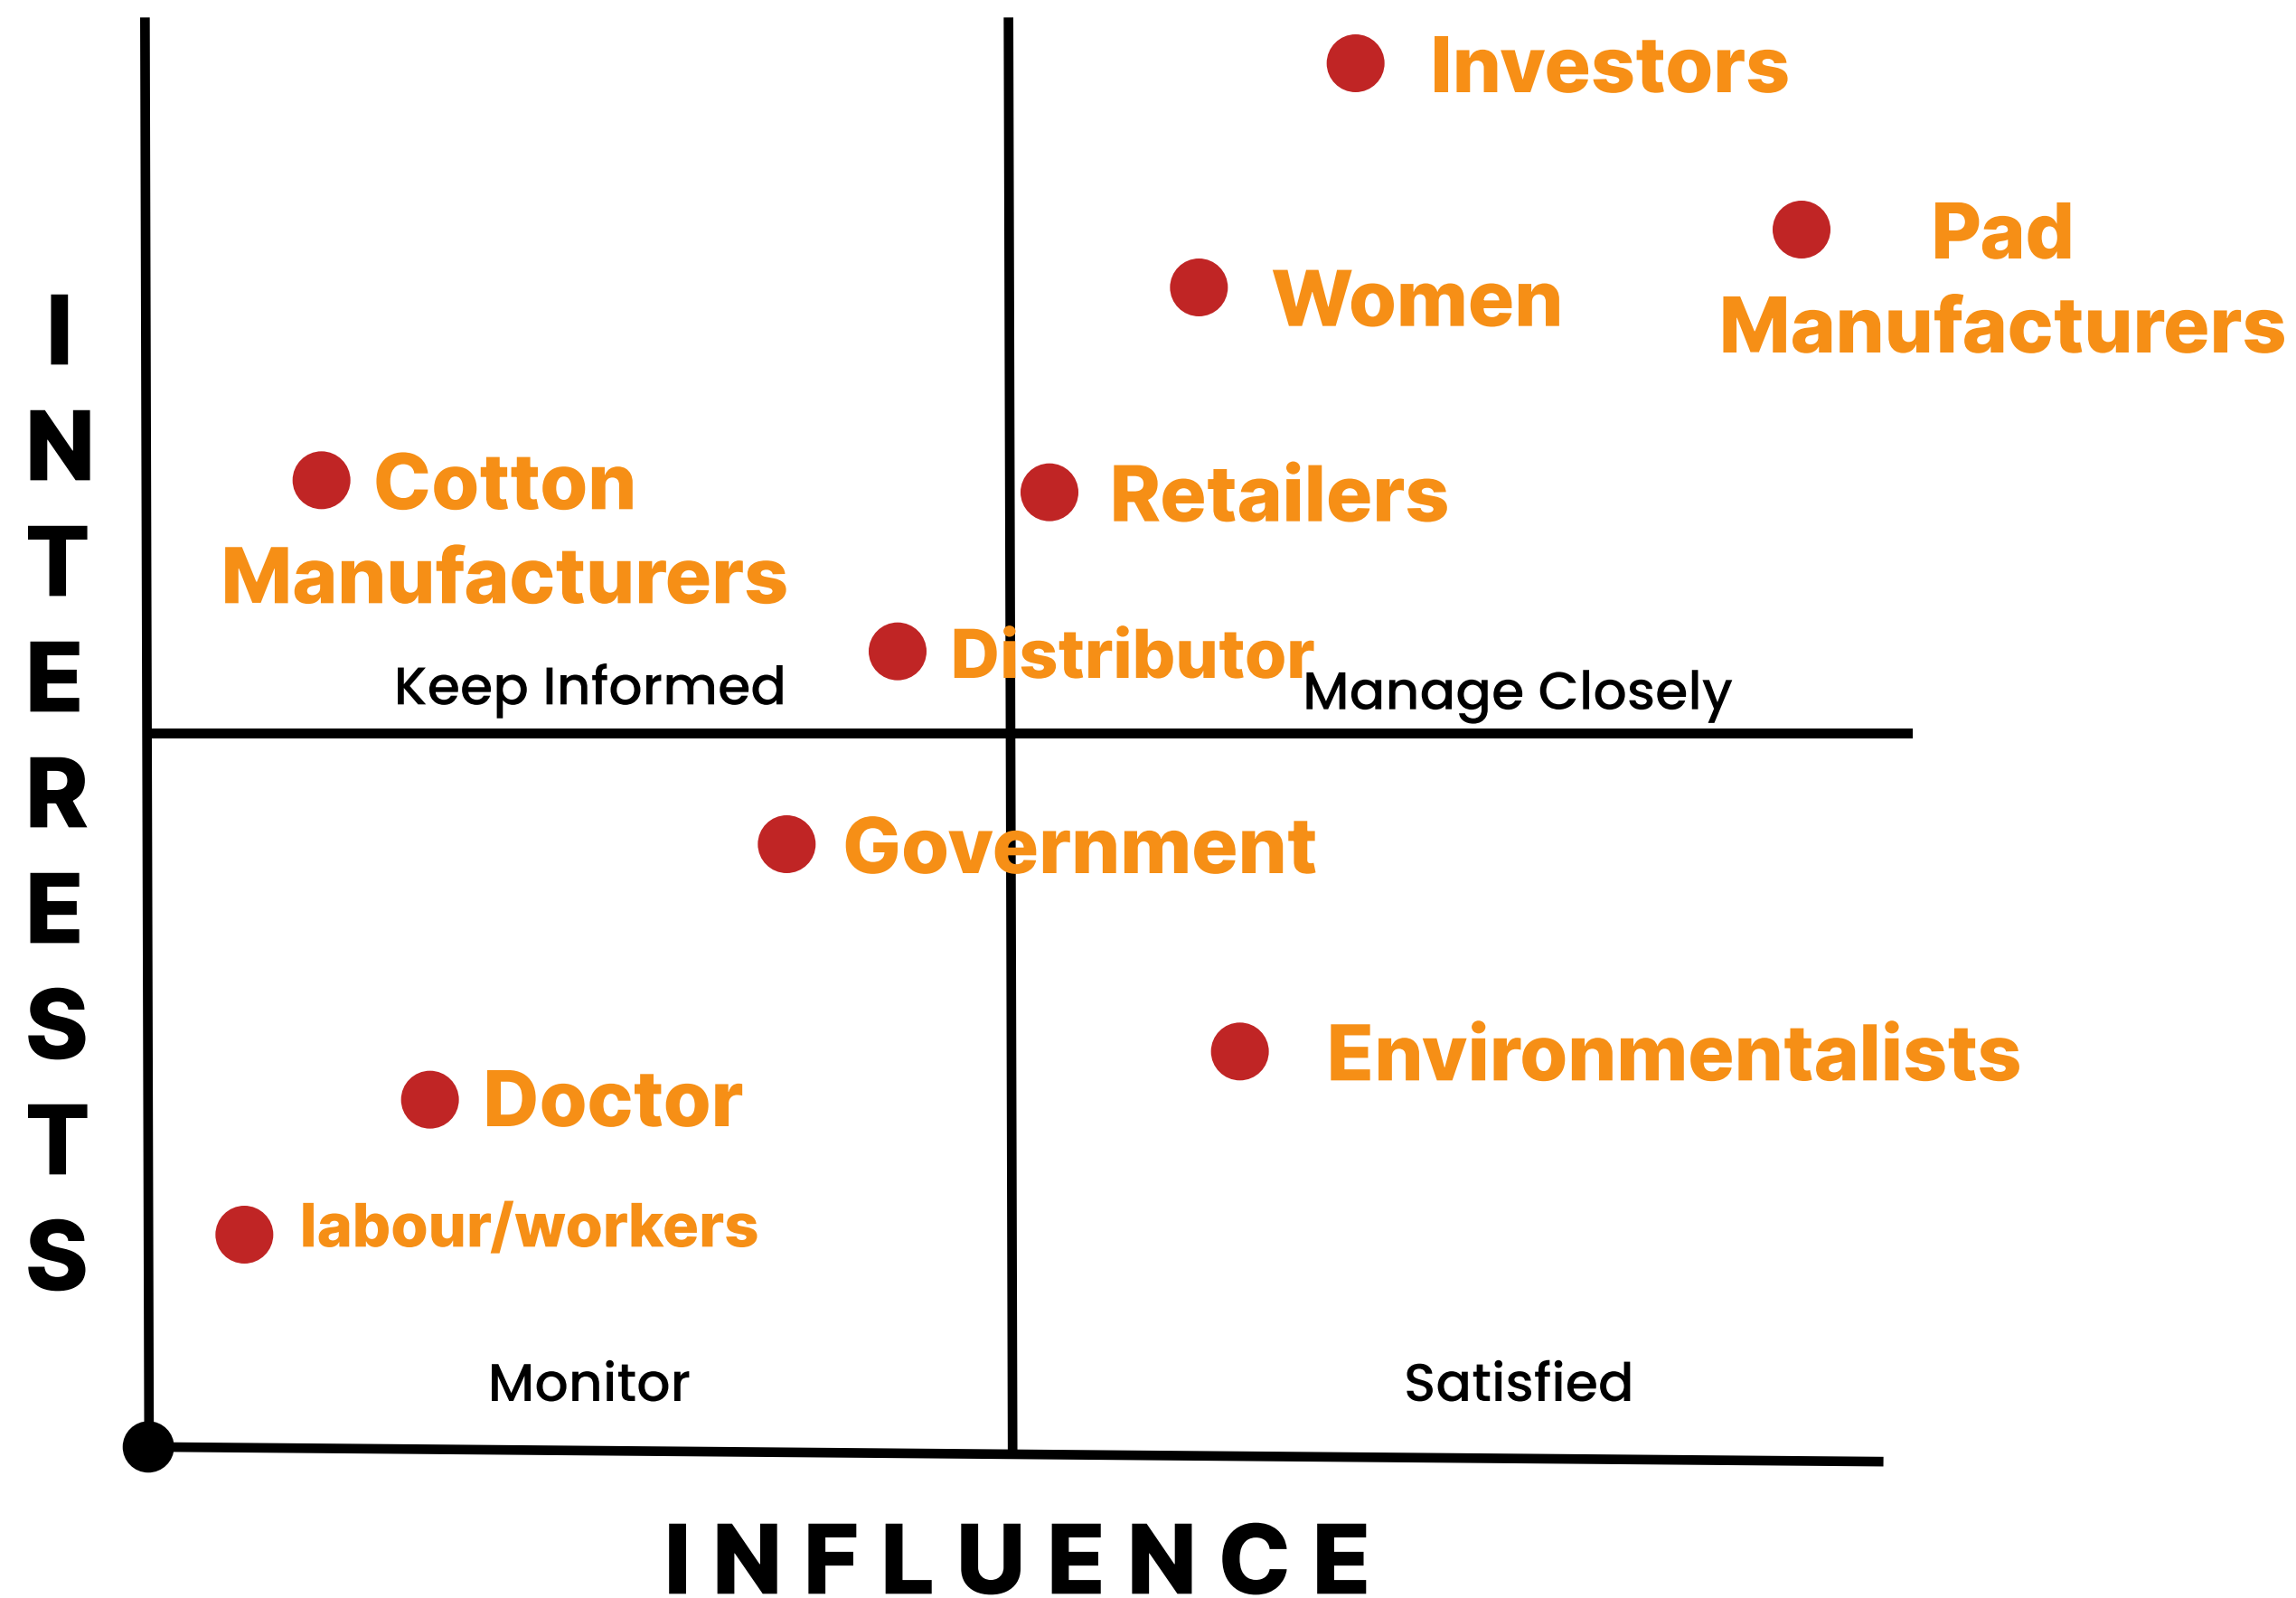 Investors
Pad
Manufacturers
Women
Cotton
Manufacturers
Retailers
Distributor
Keep Informed
Manage Closely
Government
Environmentalists
Doctor
labour/workers
Monitor
Satisfied
INTERESTS
INFLUENCE